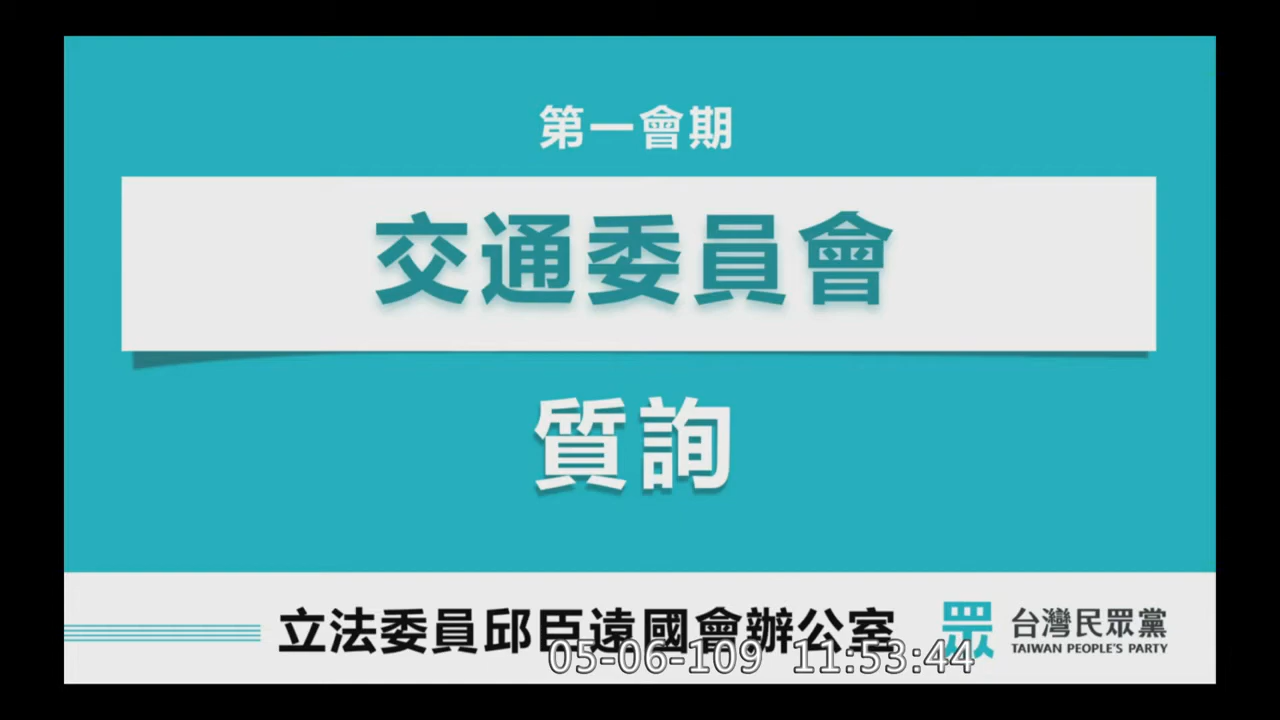 第一會期
交通委員會
質詢
立法委員邱臣遠國會辦公室
眾 台灣民眾黨
TAIWAN PEOPLE'S PARTY
05-06-109 11:53:44